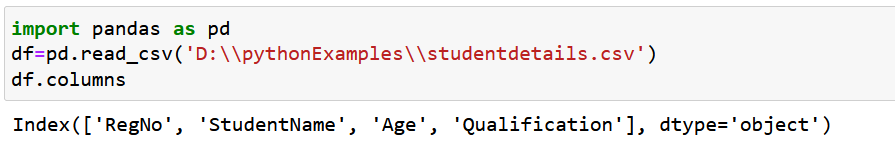 import pandas as pd
df=pd.read_csv('D:\\pythonExamples\\studentdetails.csv')
df.columns
Index(['RegNo', 'StudentName', 'Age', 'Qualification'], dtype='object')